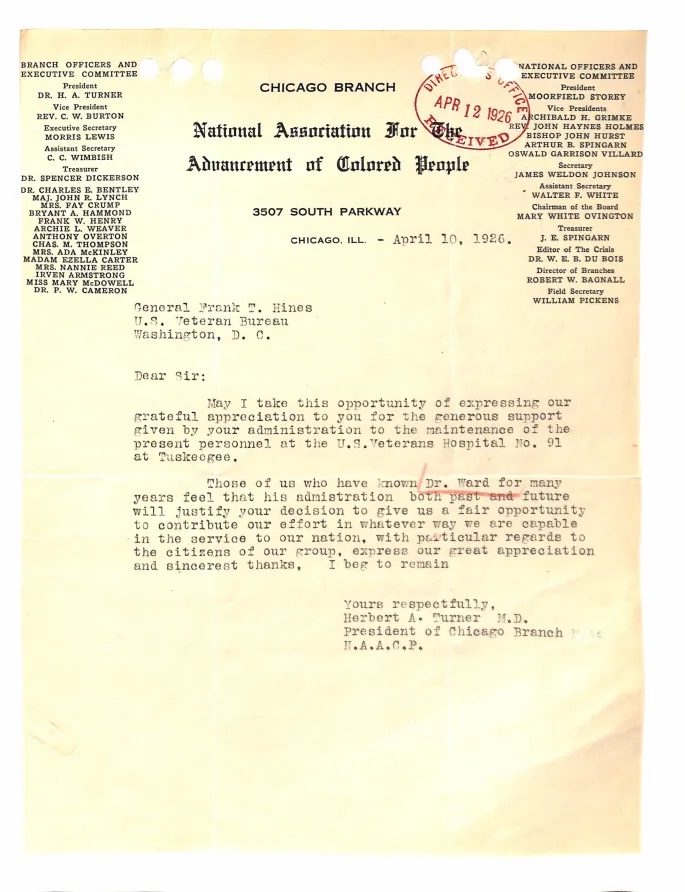 BRANCH OFFICERS AND
EXECUTIVE COMMITTEE
President
DR. H. A. TURNER
Vice President
REV. C. W. BURTON
Executive Secretary
MORRIS LEWIS
Assistant Secretary
C. C. WIMBISH
Treasurer
DR. SPENCER DICKERSON
DR. CHARLES E. BENTLEY
MAJ. JOHN R. LYNCH
MRS. FAY CRUMP
BRYANT A. HAMMOND
FRANK W. HENRY
ARCHIE L. WEAVER
ANTHONY OVERTON
CHAS. M. THOMPSON
MRS. ADA McKINLEY
MADAM EZELLA CARTER
MRS. NANNIE REED
IRVEN ARMSTRONG
MISS MARY McDOWELL
DR. P. W. CAMERON
CHICAGO BRANCH
National Association For The
Advancement of Colored People
3507 SOUTH PARKWAY
CHICAGO, ILL. - April 10, 1926.
OFFICE
APR 12 1926
RECEIVED
NATIONAL OFFICERS AND
EXECUTIVE COMMITTEE
President
MOORFIELD STOREY
Vice Presidents
ARCHIBALD H. GRIMKE
REV. JOHN HAYNES HOLMES
BISHOP JOHN HURST
ARTHUR B. SPINGARN
OSWALD GARRISON VILLARD
Secretary
JAMES WELDON JOHNSON
Assistant Secretary
WALTER F. WHITE
Chairman of the Board
MARY WHITE OVINGTON
Treasurer
J. E. SPINGARN
Editor of The Crisis
DR. W. E. B. DU BOIS
Director of Branches
ROBERT W. BAGNALL
Field Secretary
WILLIAM PICKENS
General Frank T. Hines
U.S. Veteran Bureau
Washington, D. C.
Dear Sir:
May I take this opportunity of expressing our
grateful appreciation to you for the generous support
given by your administration to the maintenance of the
present personnel at the U.S.Veterans Hospital No. 91
at Tuskeegee.
Those of us who have known Dr. Ward for many
years feel that his admistration both past and future
will justify your decision to give us a fair opportunity
to contribute our effort in whatever way we are capable
in the service to our nation, with particular regards to
the citizens of our group, express our great appreciation
and sincerest thanks, I beg to remain
Yours respectfully,
Herbert A. Turner M.D.
President of Chicago Branch
N.A.A.C.P.